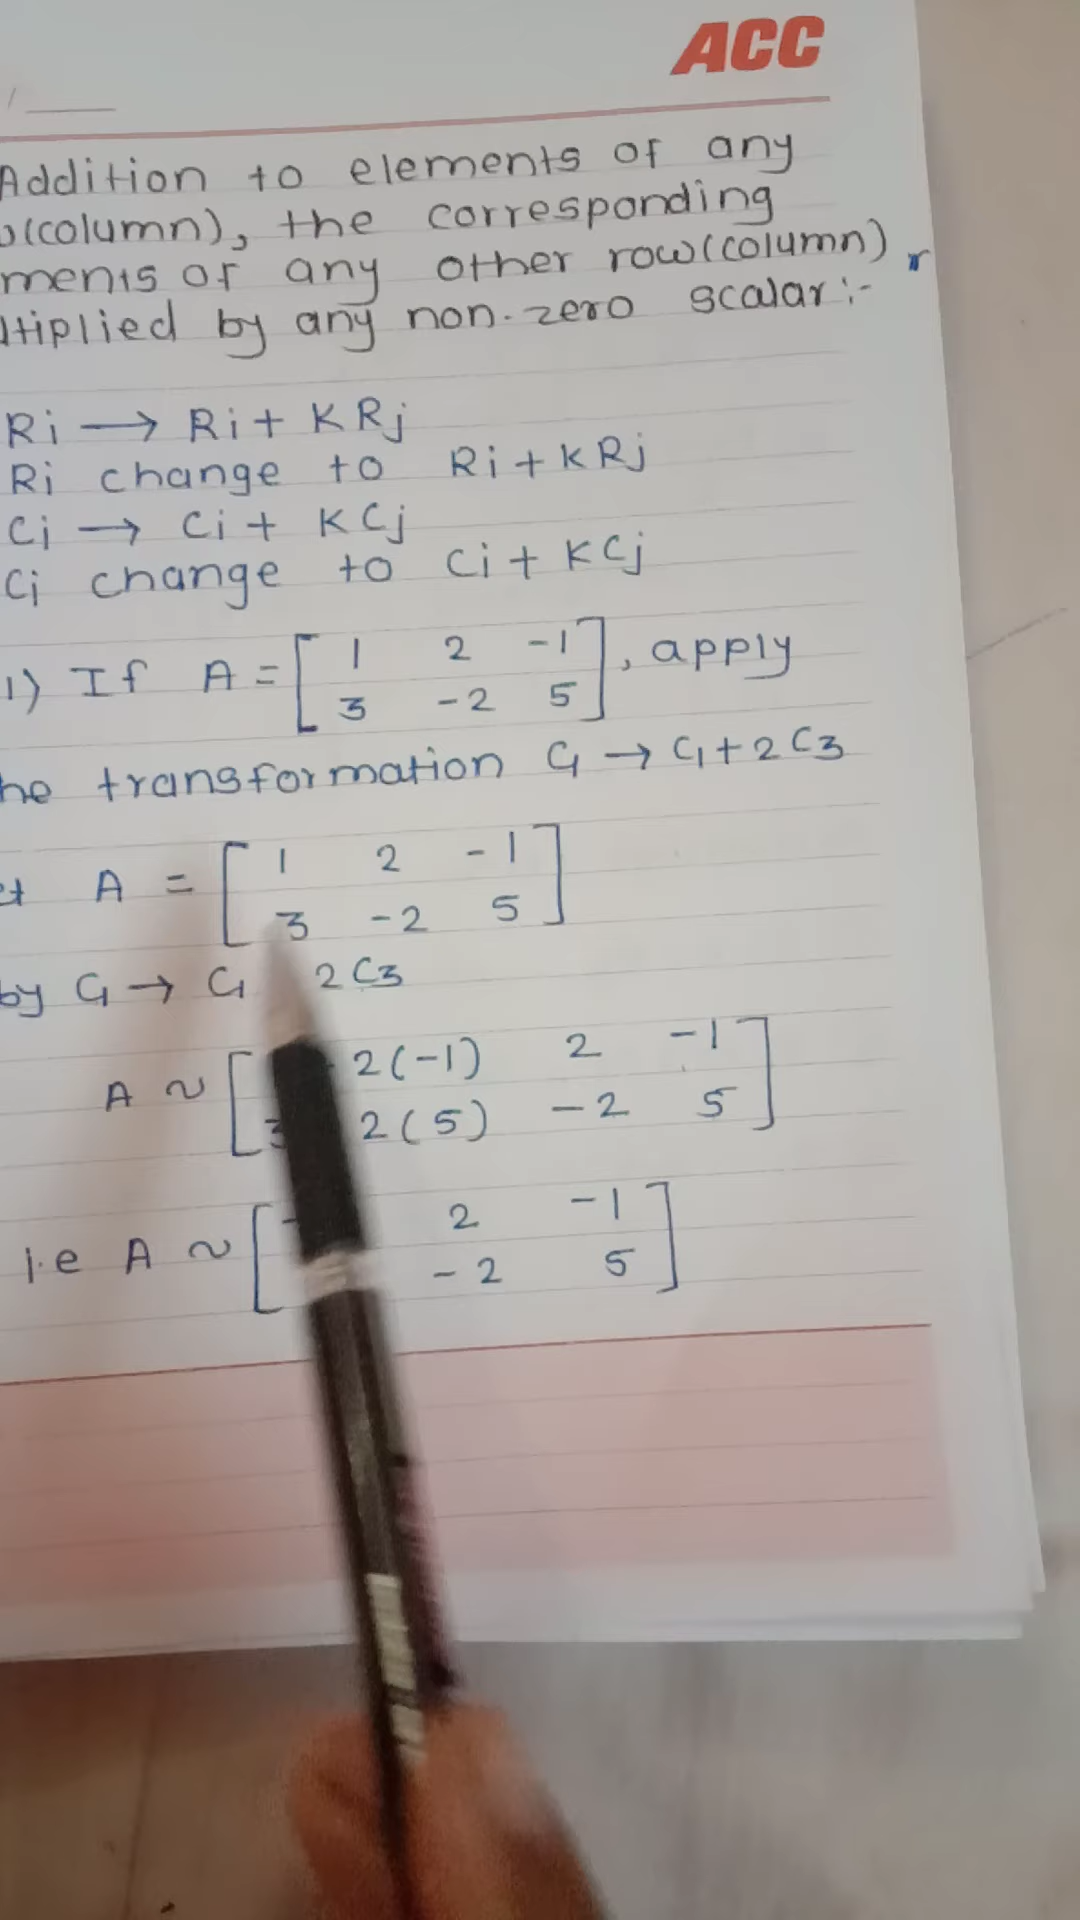 ACC
Addition to elements of any
(column), the corresponding
ments of any other row(column)
ltiplied by any non-zero scalar:-
Ri → Ri + KRj
Ri change to Ri + KRj
Ci → Ci + KCj
Ci change to Ci + KCj
1) If A = [ 1 2 -1 ], apply
3 -2 5
he transformation C1 → C1 + 2C3
A = [ 1 2 -1 ]
3 -2 5
by C1 → C1 2C3
A ~ [ 2(-1) 2 -1 ]
3 2(5) -2 5
i.e A ~ [ 2 -1 ]
-2 5